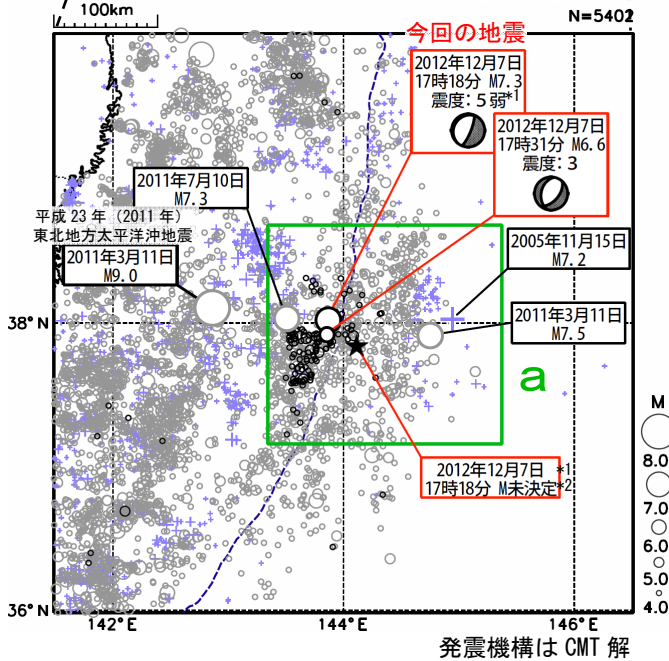 100km
N=5402
今回の地震
2012年12月7日
17時18分 M7.3
震度：５弱*1
2012年12月7日
17時31分 M6.6
震度：３
2011年7月10日
M7.3
平成 23 年（2011 年）
東北地方太平洋沖地震
2011年3月11日
M9.0
2005年11月15日
M7.2
2011年3月11日
M7.5
38°N
a
2012年12月7日 *1
17時18分 M未決定*2
M
8.0
7.0
6.0
5.0
4.0
36°N
142°E
144°E
146°E
発震機構は CMT 解